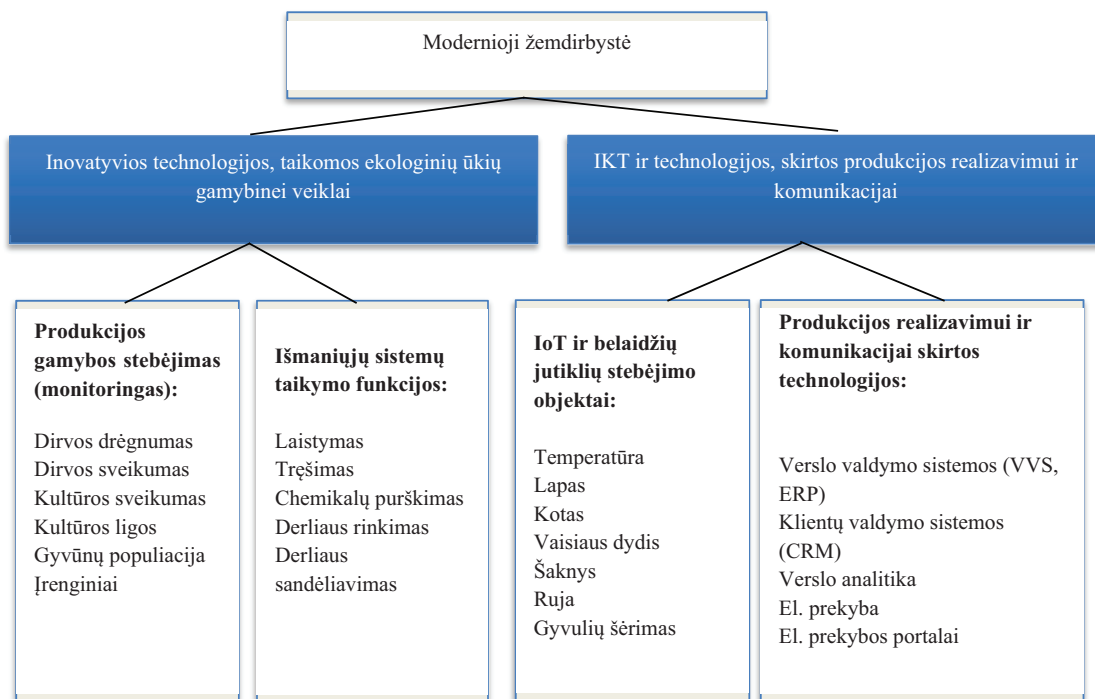 Modernioji žemdirbystė
Inovatyvios technologijos, taikomos ekologinių ūkių
gamybinei veiklai
IKT ir technologijos, skirtos produkcijos realizavimui ir
komunikacijai
Produkcijos
gamybos stebėjimas
(monitoringas):
Dirvos drėgnumas
Dirvos sveikumas
Kultūros sveikumas
Kultūros ligos
Gyvūnų populiacija
Įrenginiai
Išmaniųjų sistemų
taikymo funkcijos:
Laistymas
Tręšimas
Chemikalų purškimas
Derliaus rinkimas
Derliaus
sandėliavimas
IoT ir belaidžių
jutiklių stebėjimo
objektai:
Temperatūra
Lapas
Kotas
Vaisiaus dydis
Šaknys
Ruja
Gyvulių šėrimas
Produkcijos realizavimui ir
komunikacijai skirtos
technologijos:
Verslo valdymo sistemos (VVS,
ERP)
Klientų valdymo sistemos
(CRM)
Verslo analitika
El. prekyba
El. prekybos portalai